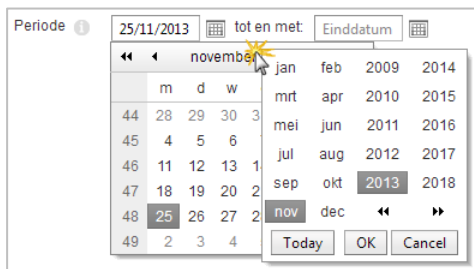 Periode 25/11/2013 tot en met: Einddatum
november
m d w
44 28 29 30
45 4 5 6
46 11 12 13
47 18 19 20
48 25 26 27
49 2 3 4
jan feb 2009 2014
mrt apr 2010 2015
mei jun 2011 2016
jul aug 2012 2017
sep okt 2013 2018
nov dec
Today OK Cancel